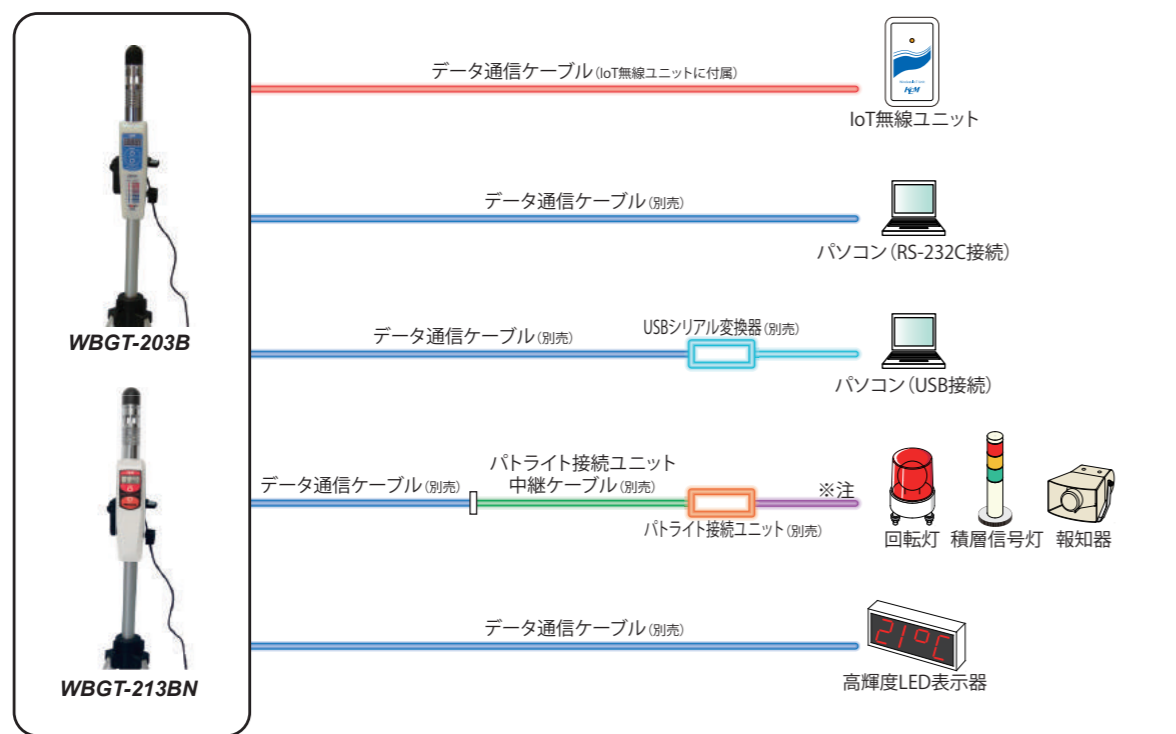 データ通信ケーブル(IoT無線ユニットに付属)
IoT無線ユニット
データ通信ケーブル(別売)
パソコン(RS-232C接続)
WBGT-203B
データ通信ケーブル(別売)
USBシリアル変換器(別売)
パソコン(USB接続)
データ通信ケーブル(別売)
パトライト接続ユニット
中継ケーブル(別売)
パトライト接続ユニット(別売)
※注
回転灯
積層信号灯
報知器
WBGT-213BN
データ通信ケーブル(別売)
21°C
高輝度LED表示器